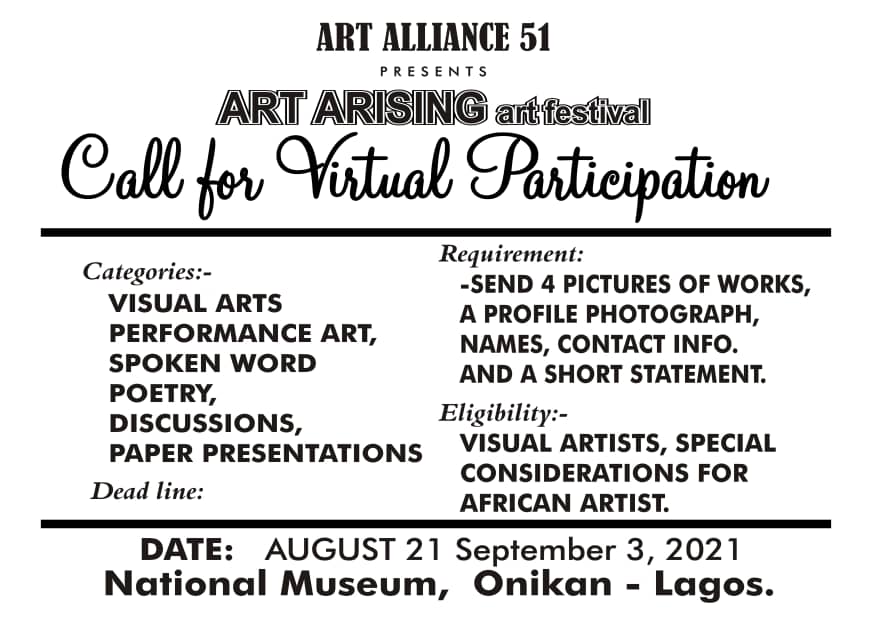 ART ALLIANCE 51
PRESENTS
ART ARISING art festival
Call for Virtual Participation
Categories:-
VISUAL ARTS
PERFORMANCE ART,
SPOKEN WORD
POETRY,
DISCUSSIONS,
PAPER PRESENTATIONS
Dead line:
Requirement:
-SEND 4 PICTURES OF WORKS,
A PROFILE PHOTOGRAPH,
NAMES, CONTACT INFO.
AND A SHORT STATEMENT.
Eligibility:-
VISUAL ARTISTS, SPECIAL
CONSIDERATIONS FOR
AFRICAN ARTIST.
DATE: AUGUST 21 September 3, 2021
National Museum, Onikan - Lagos.